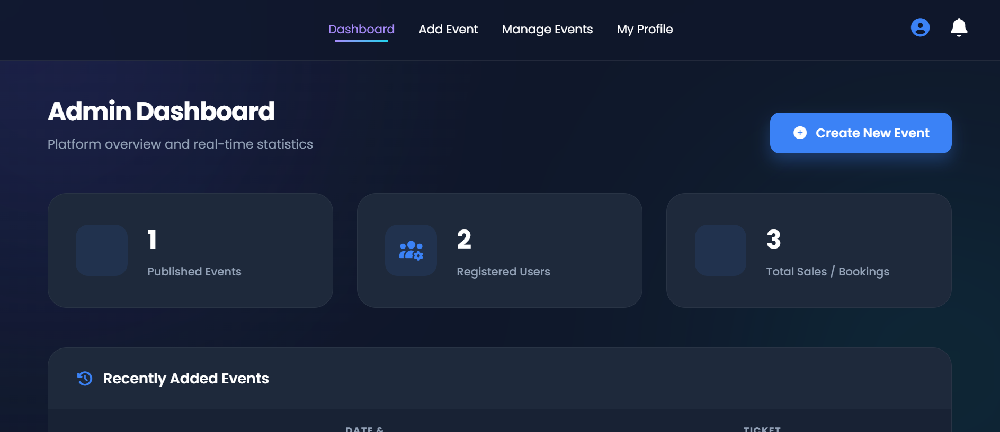 Dashboard Add Event Manage Events My Profile
Admin Dashboard
Platform overview and real-time statistics
Create New Event
1
Published Events
2
Registered Users
3
Total Sales / Bookings
Recently Added Events
DATE &
TICKET